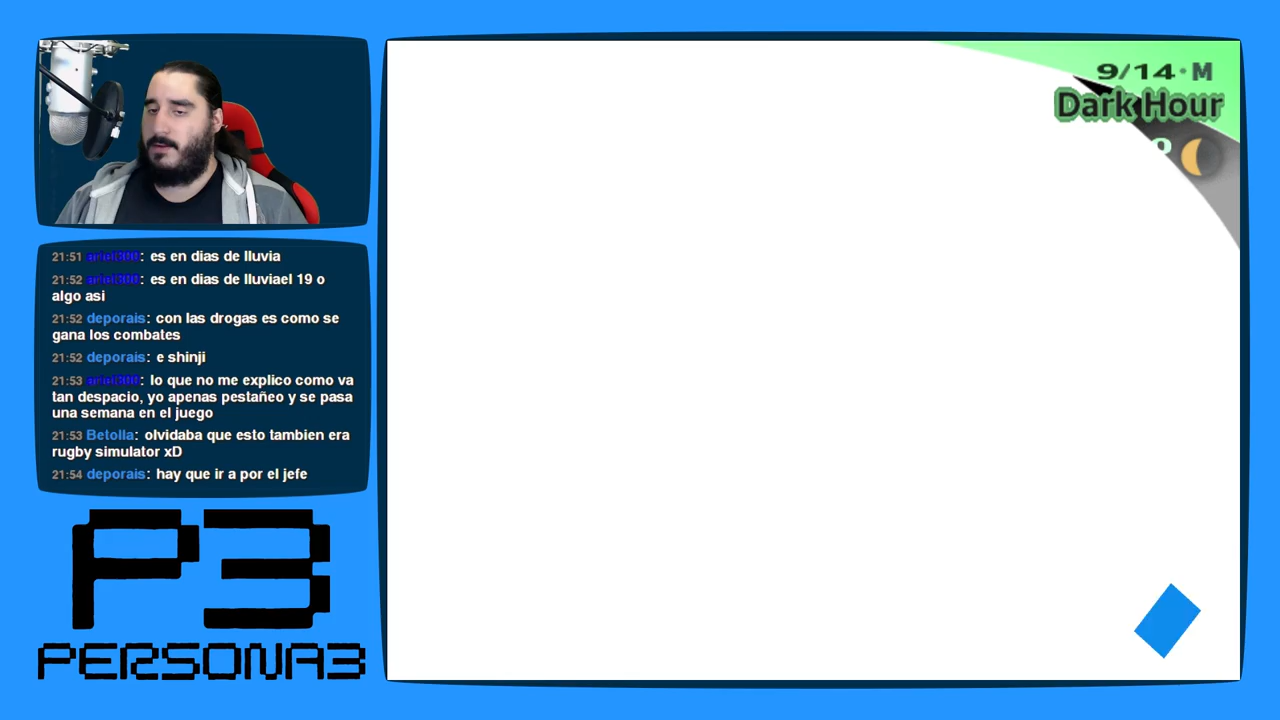 9/14·M
Dark Hour
21:51 ariel300: es en dias de lluvia
21:52 ariel300: es en dias de lluviael 19 o
algo asi
21:52 deporais: con las drogas es como se
gana los combates
21:52 deporais: e shinji
21:53 ariel300: lo que no me explico como va
tan despacio, yo apenas pestañeo y se pasa
una semana en el juego
21:53 Betolla: olvidaba que esto tambien era
rugby simulator xD
21:54 deporais: hay que ir a por el jefe
P3
PERSONA3